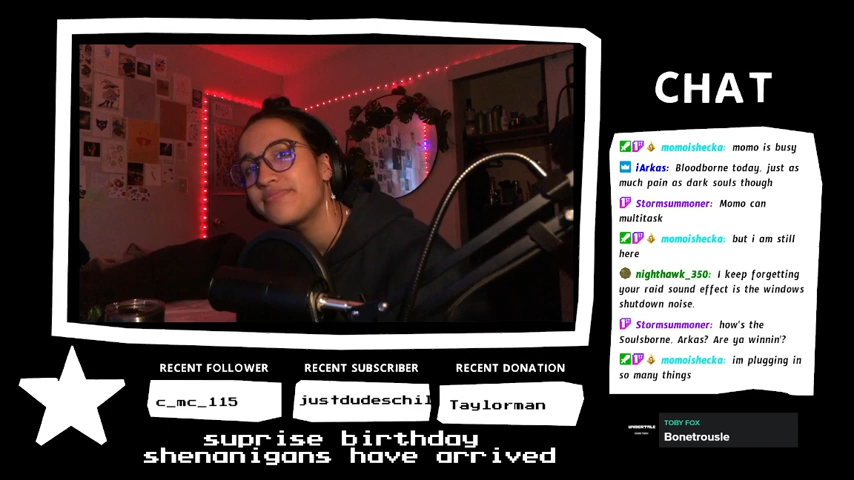 CHAT
momoishecka: momo is busy
iArkas: Bloodborne today. just as
much pain as dark souls though
Stormsummoner: Momo can
multitask
momoishecka: but i am still
here
nighthawk_350: I keep forgetting
your raid sound effect is the windows
shutdown noise.
Stormsummoner: how's the
Soulsborne, Arkas? Are ya winnin'?
momoishecka: im plugging in
so many things
RECENT FOLLOWER
c_mc_115
RECENT SUBSCRIBER
justdudeschil
RECENT DONATION
Taylorman
suprise birthday
shenanigans have arrived
UNDERTALE
TOBY FOX
Bonetrousle